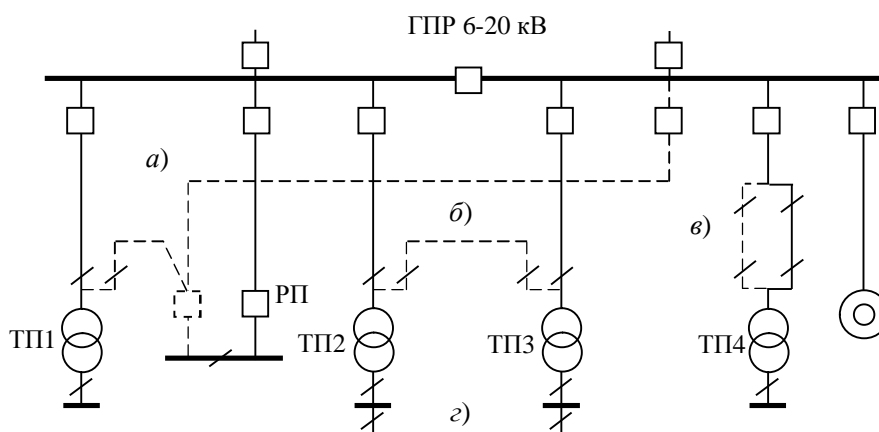 ГПР 6-20 кВ
а)
б)
в)
РП
ТП1
ТП2
ТП3
ТП4
г)